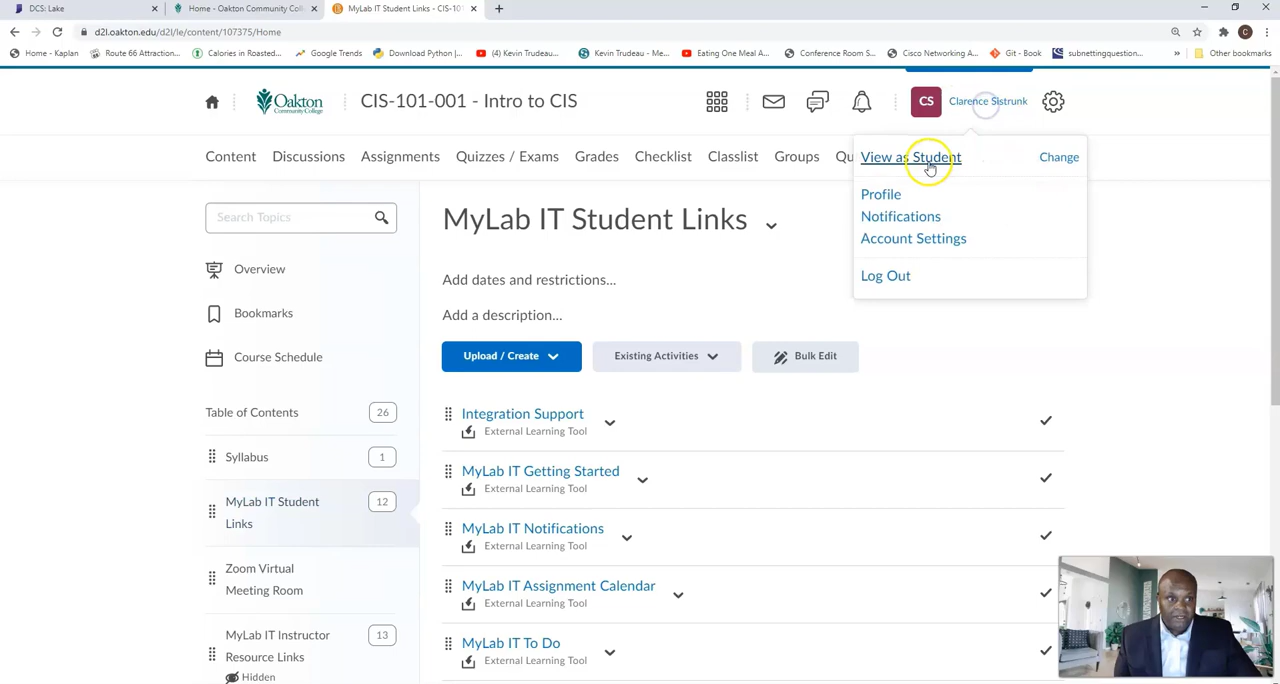 DCS: Lake
Home - Oakton Community Coll
MyLab IT Student Links - CIS-101
d2l.oakton.edu/d2l/le/content/107375/Home
Home - Kaplan
Route 66 Attraction...
Calories in Roasted...
Google Trends
Download Python |...
(4) Kevin Trudeau...
Kevin Trudeau - Me...
Eating One Meal A...
Conference Room S...
Cisco Networking A...
Git - Book
subnettingquestion...
Other bookmarks
Oakton
Community College
CIS-101-001 - Intro to CIS
CS
Clarence Sistrunk
Content
Discussions
Assignments
Quizzes / Exams
Grades
Checklist
Classlist
Groups
Qu
View as Student
Change
Profile
Notifications
Account Settings
Log Out
Search Topics
Overview
Bookmarks
Course Schedule
Table of Contents
26
Syllabus
1
MyLab IT Student
Links
12
Zoom Virtual
Meeting Room
MyLab IT Instructor
Resource Links
13
Hidden
MyLab IT Student Links
Add dates and restrictions...
Add a description...
Upload / Create
Existing Activities
Bulk Edit
Integration Support
External Learning Tool
MyLab IT Getting Started
External Learning Tool
MyLab IT Notifications
External Learning Tool
MyLab IT Assignment Calendar
External Learning Tool
MyLab IT To Do
External Learning Tool